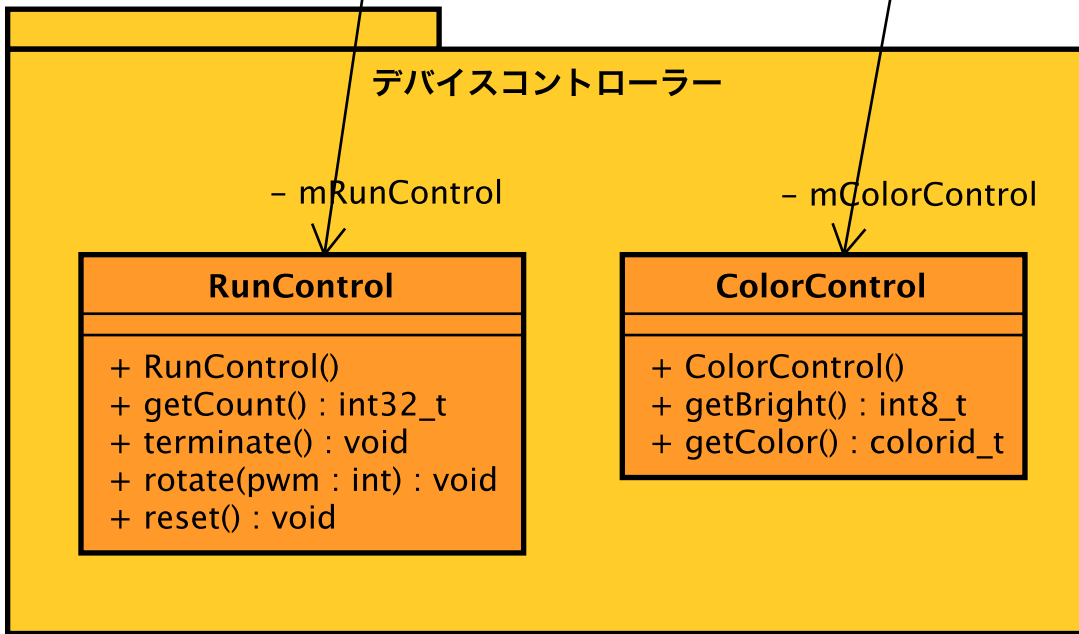 デバイスコントローラー
– mRunControl
– mColorControl
RunControl
+ RunControl()
+ getCount() : int32_t
+ terminate() : void
+ rotate(pwm : int) : void
+ reset() : void
ColorControl
+ ColorControl()
+ getBright() : int8_t
+ getColor() : colorid_t